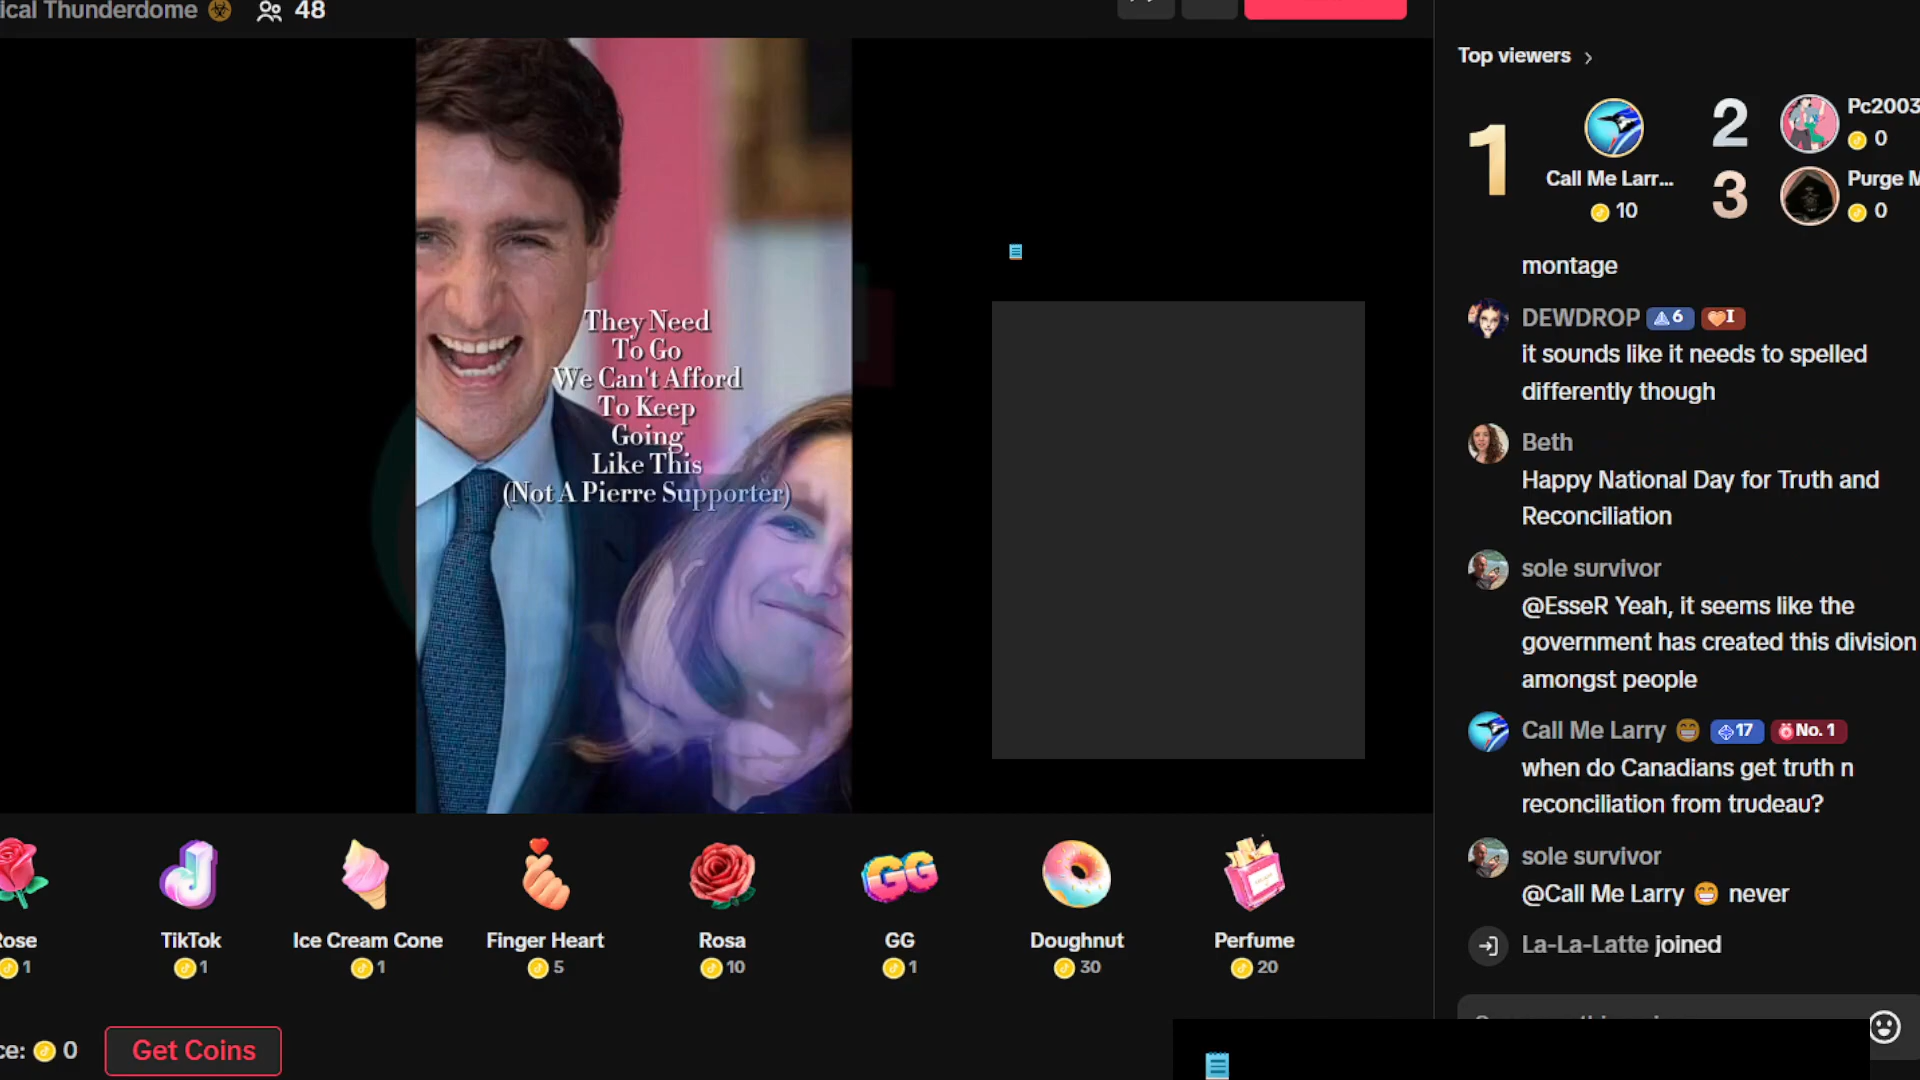 ical Thunderdome
48
They Need
To Go
We Can't Afford
To Keep
Going
Like This
(Not A Pierre Supporter)
Top viewers
1
Call Me Larr...
10
2
Pc2003
0
3
Purge M
0
montage
DEWDROP 6 I
it sounds like it needs to spelled
differently though
Beth
Happy National Day for Truth and
Reconciliation
sole survivor
@EsseR Yeah, it seems like the
government has created this division
amongst people
Call Me Larry 17 No. 1
when do Canadians get truth n
reconciliation from trudeau?
sole survivor
@Call Me Larry 😁 never
La-La-Latte joined
Rose
1
TikTok
1
Ice Cream Cone
1
Finger Heart
5
Rosa
10
GG
GG
1
Doughnut
30
Perfume
20
ce: 0
Get Coins